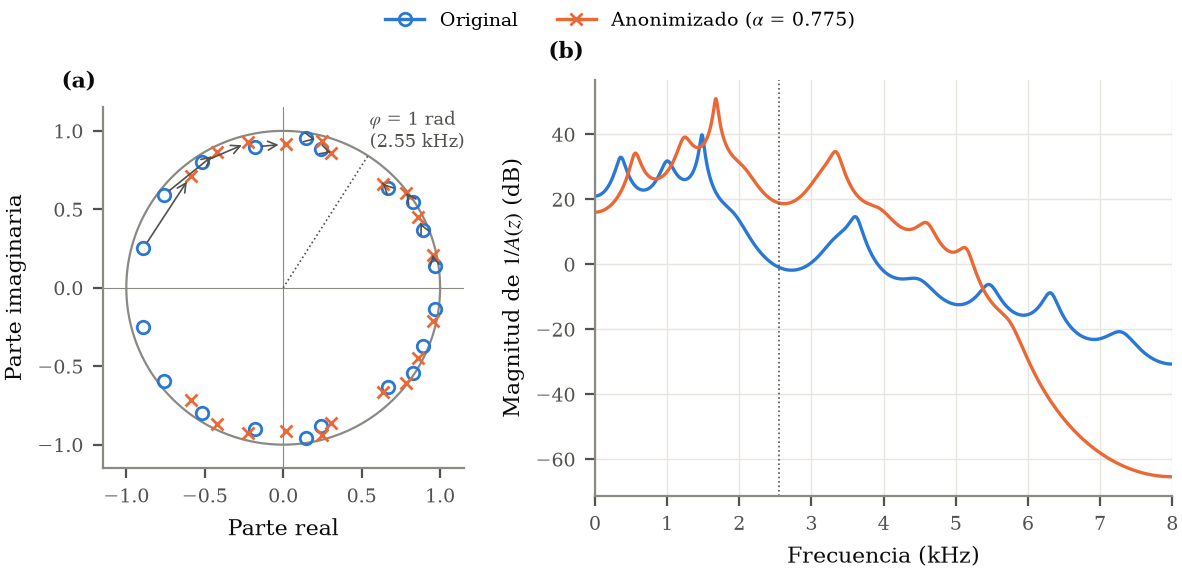 Original
Anonimizado (α = 0.775)
(a)
φ = 1 rad
(2.55 kHz)
1.0
0.5
0.0
−0.5
−1.0
Parte imaginaria
−1.0 −0.5 0.0 0.5 1.0
Parte real
(b)
40
20
0
−20
−40
−60
Magnitud de 1/A(z) (dB)
0 1 2 3 4 5 6 7 8
Frecuencia (kHz)